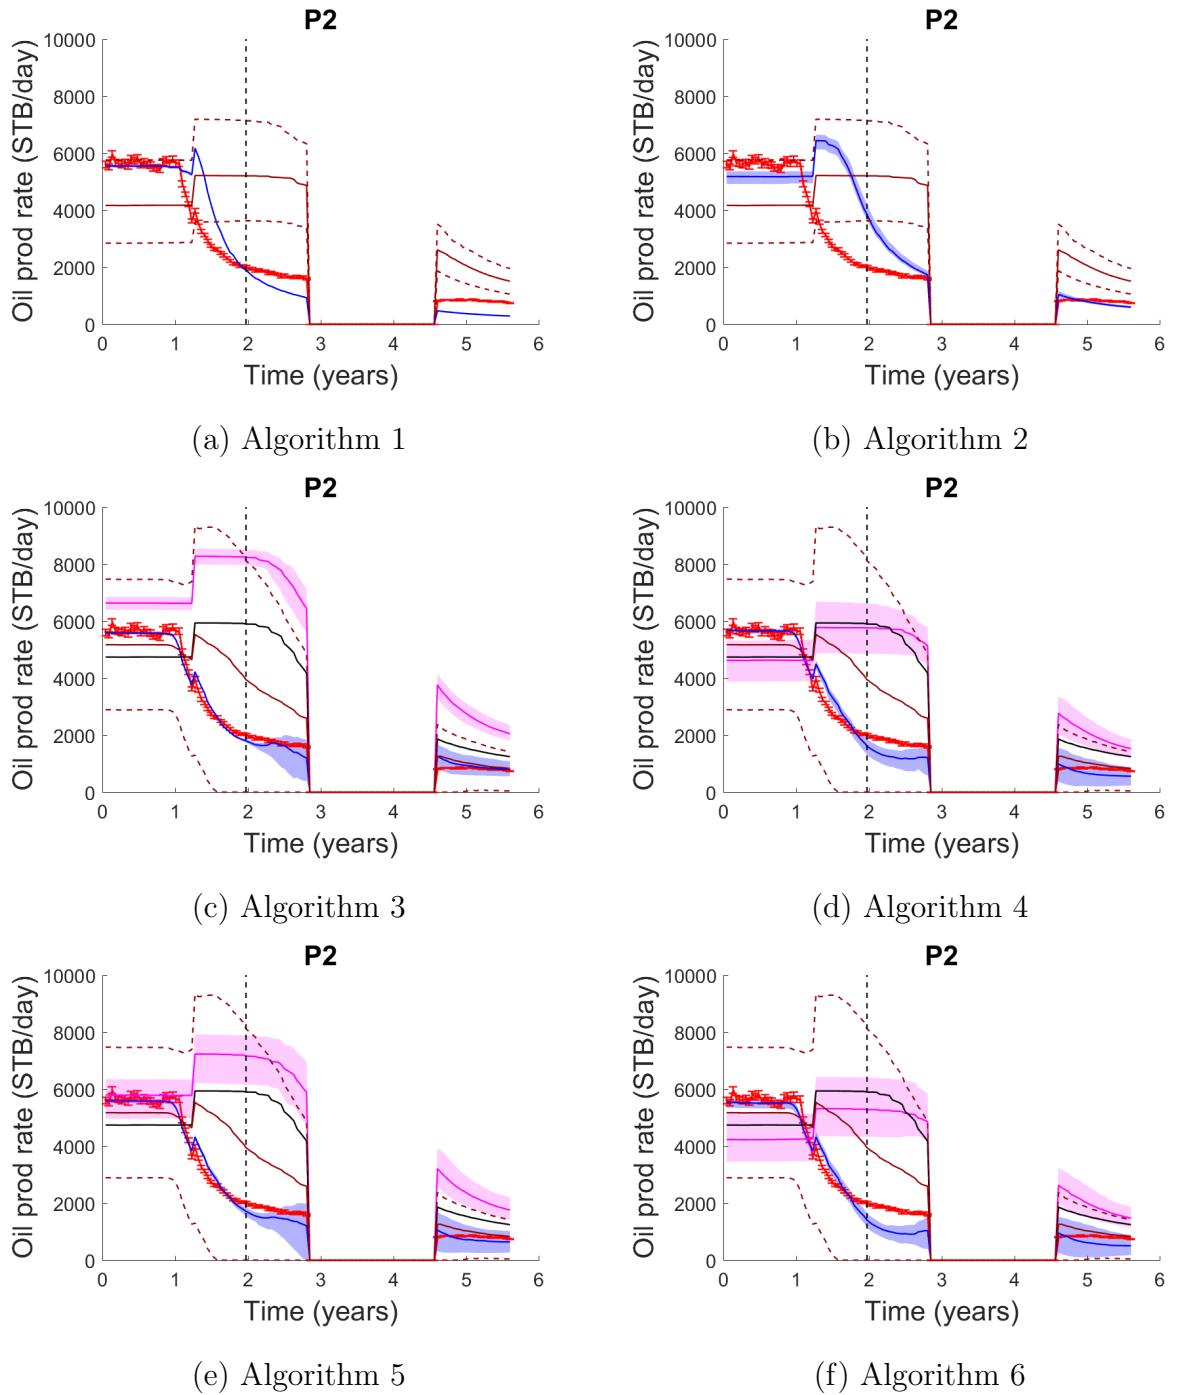 P2
P2
Oil prod rate (STB/day)
10000
8000
6000
4000
2000
0
0 1 2 3 4 5 6
Time (years)
Oil prod rate (STB/day)
10000
8000
6000
4000
2000
0
0 1 2 3 4 5 6
Time (years)
(a) Algorithm 1
(b) Algorithm 2
P2
P2
Oil prod rate (STB/day)
10000
8000
6000
4000
2000
0
0 1 2 3 4 5 6
Time (years)
Oil prod rate (STB/day)
10000
8000
6000
4000
2000
0
0 1 2 3 4 5 6
Time (years)
(c) Algorithm 3
(d) Algorithm 4
P2
P2
Oil prod rate (STB/day)
10000
8000
6000
4000
2000
0
0 1 2 3 4 5 6
Time (years)
Oil prod rate (STB/day)
10000
8000
6000
4000
2000
0
0 1 2 3 4 5 6
Time (years)
(e) Algorithm 5
(f) Algorithm 6